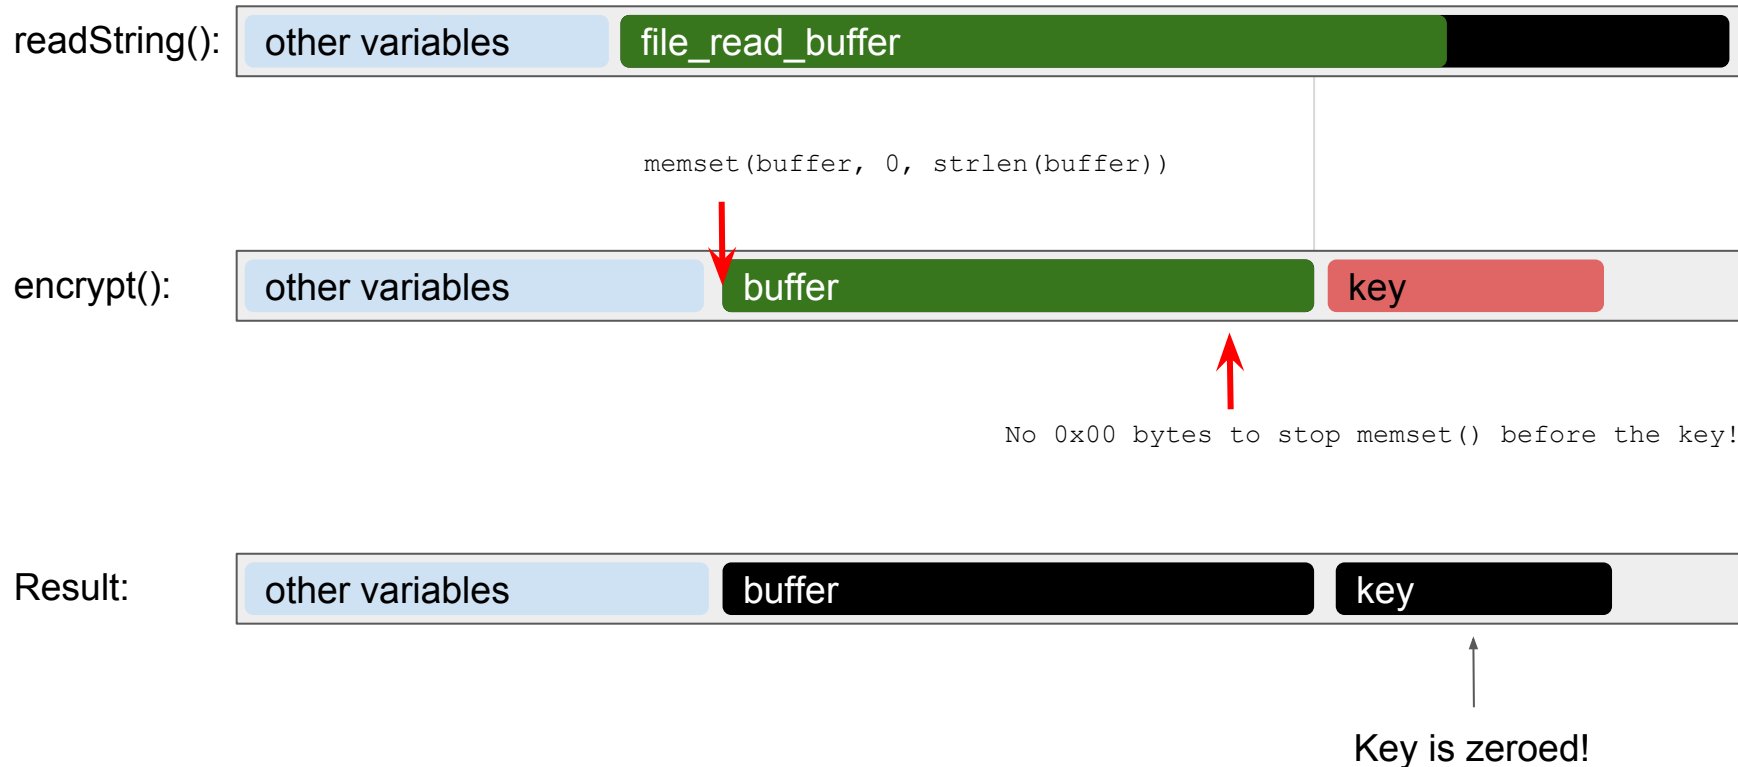 readString():
other variables
file_read_buffer
memset(buffer, 0, strlen(buffer))
encrypt():
other variables
buffer
key
No 0x00 bytes to stop memset() before the key!
Result:
other variables
buffer
key
Key is zeroed!